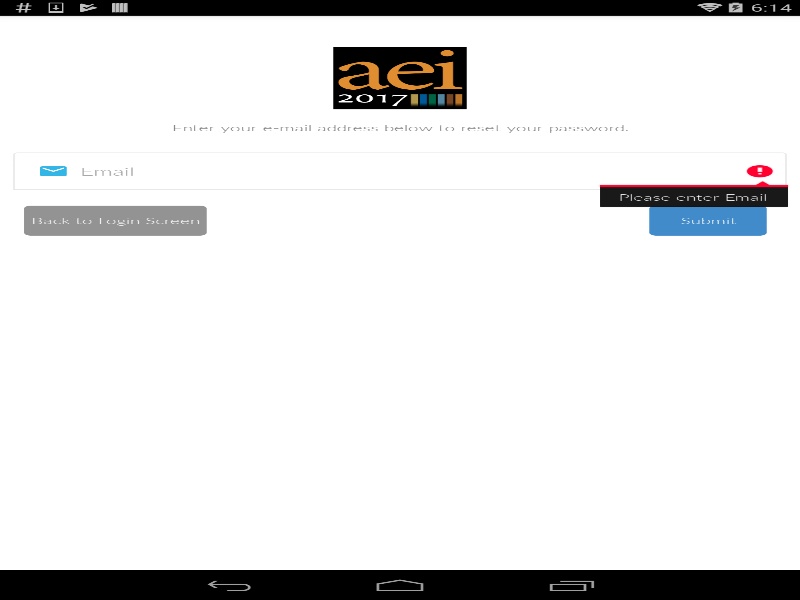 6:14
aei
2017
Enter your e-mail address below to reset your password.
Email
Please enter Email
Back to Login Screen
Submit